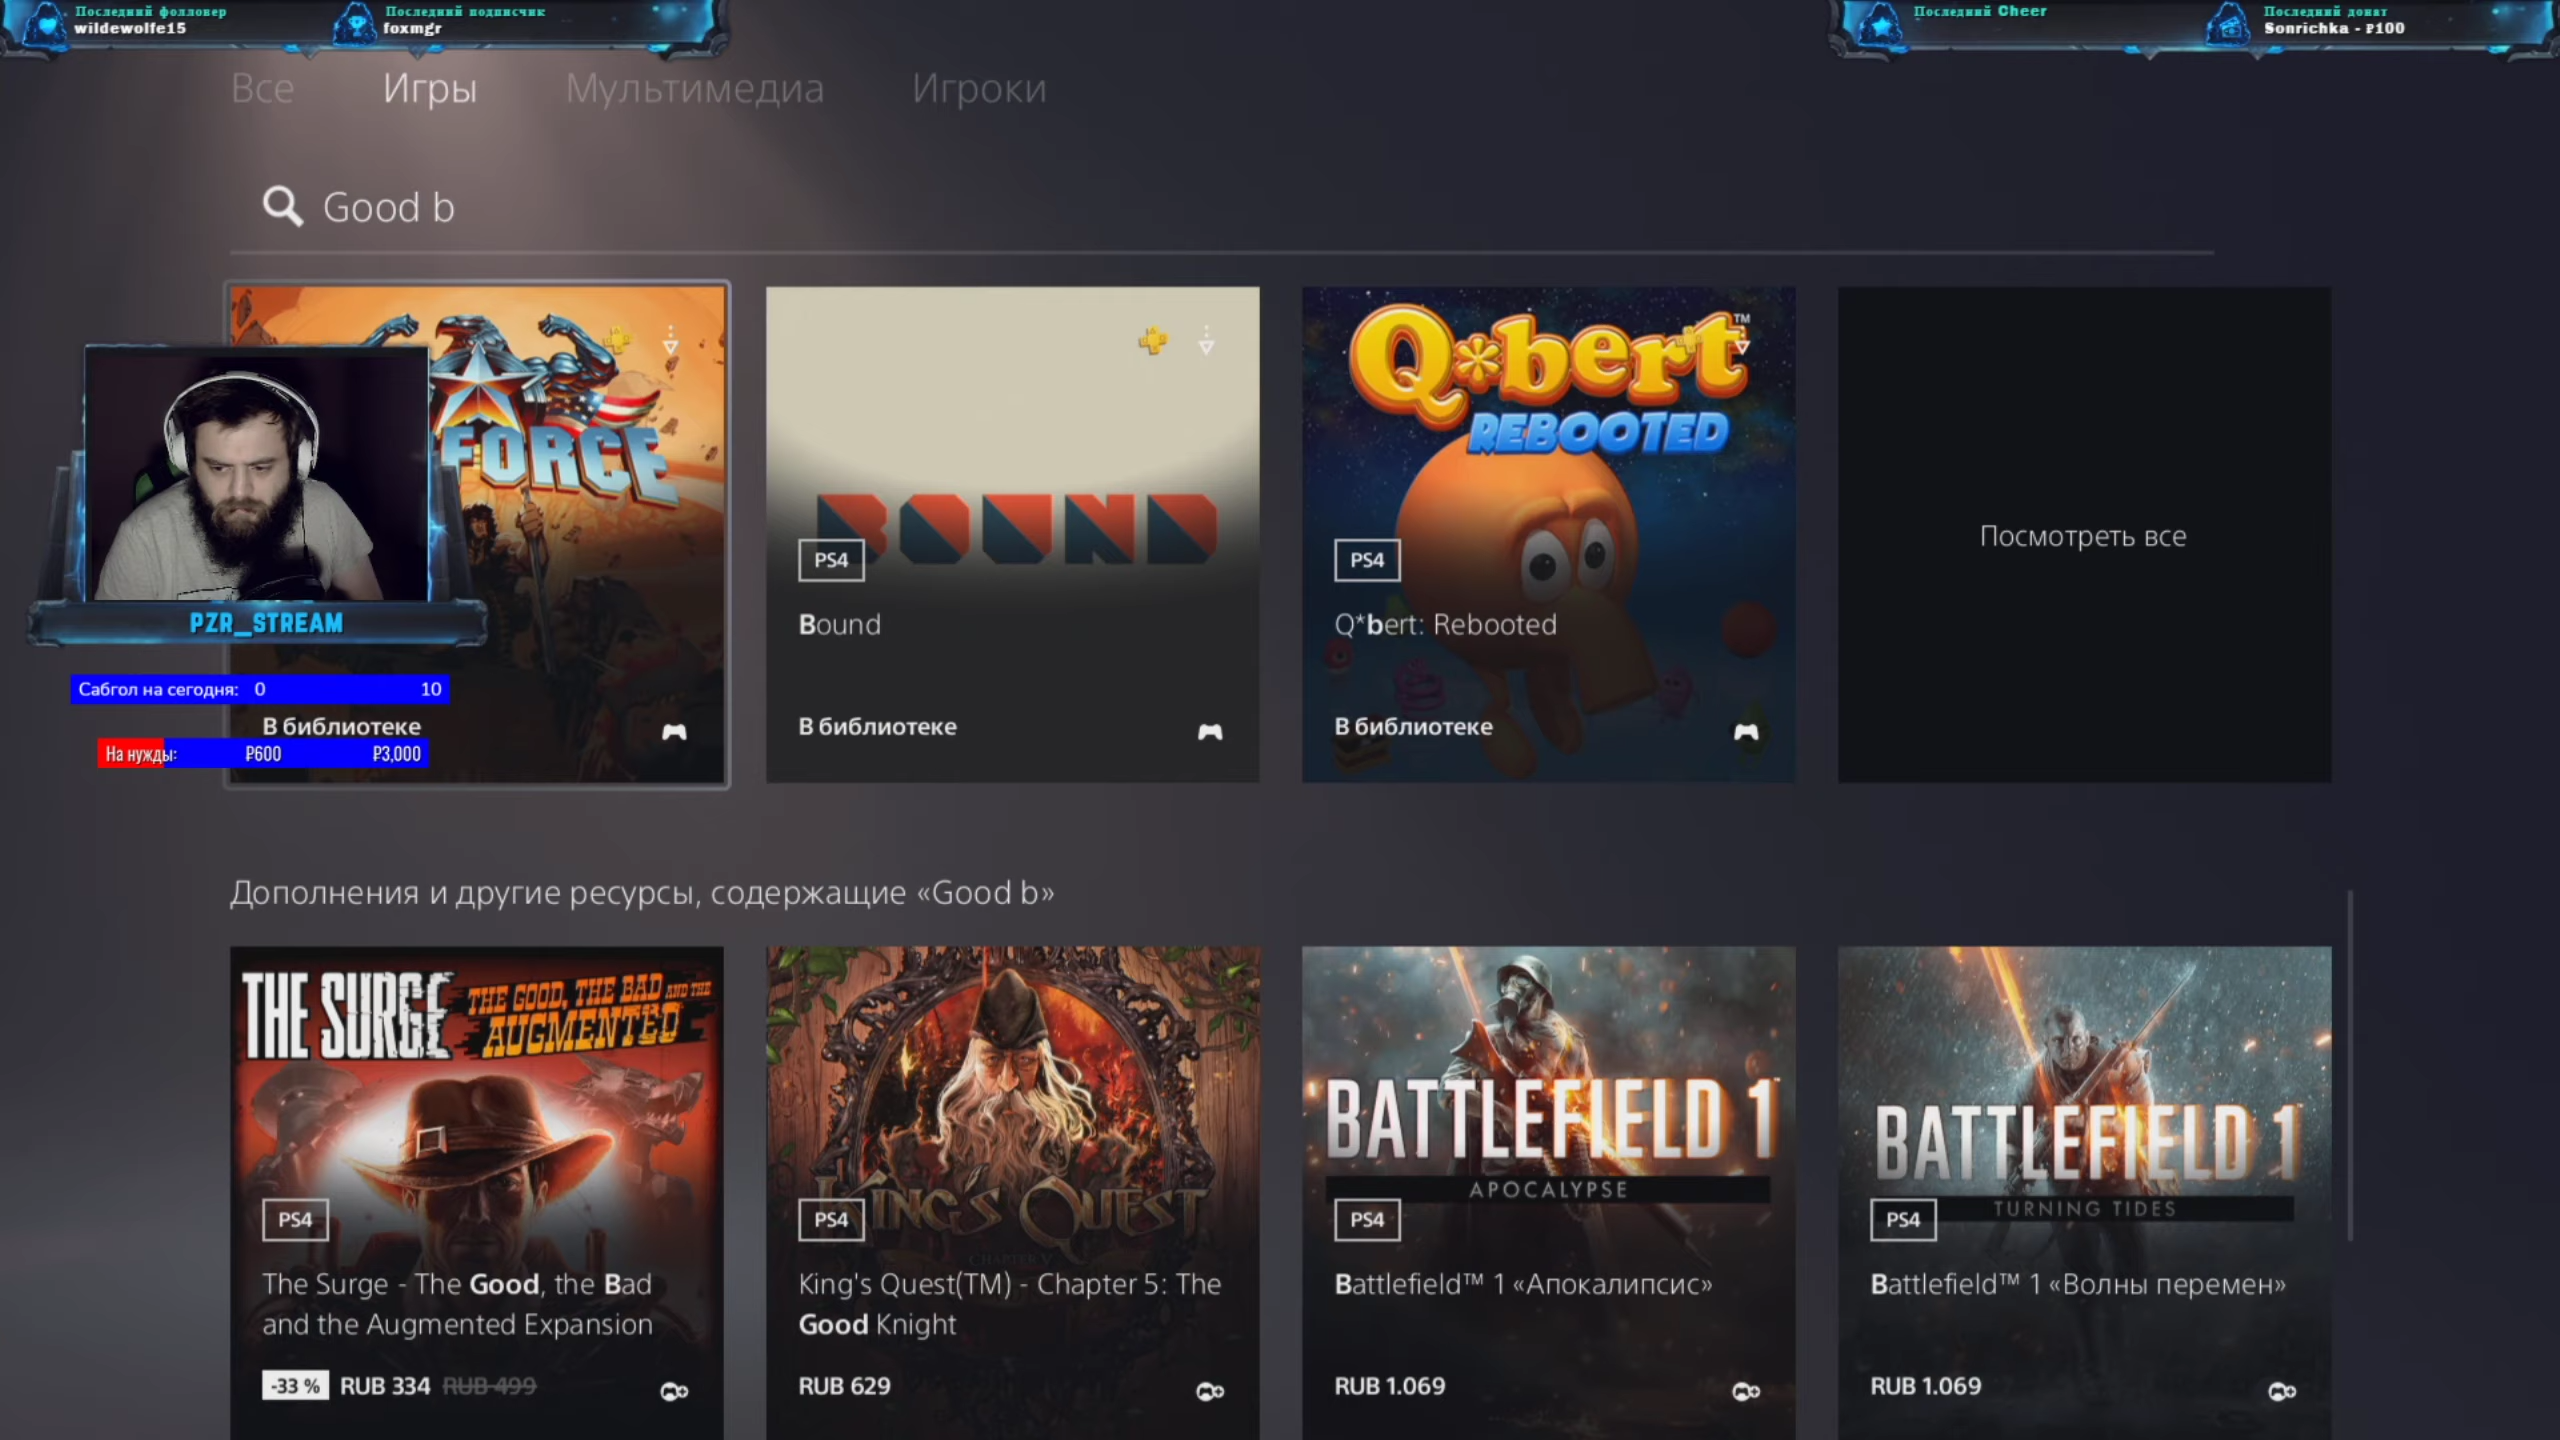 Последний фолловер
wildewolfe15
Последний подписчик
foxmgr
Последний Cheer
Последний донат
Sonrichka - ₽100
Все
Игры
Мультимедиа
Игроки
Good b
FORCE
PZR_STREAM
Сабгол на сегодня: 0 10
В библиотеке
На нужды: ₽600 ₽3,000
BOUND
PS4
Bound
В библиотеке
Q*bert™
REBOOTED
PS4
Q*bert: Rebooted
В библиотеке
Посмотреть все
Дополнения и другие ресурсы, содержащие «Good b»
THE SURGE
THE GOOD, THE BAD AND THE
AUGMENTED
PS4
The Surge - The Good, the Bad
and the Augmented Expansion
-33 % RUB 334 RUB 499
KING'S QUEST
CHAPTER V
PS4
King's Quest(TM) - Chapter 5: The
Good Knight
RUB 629
BATTLEFIELD 1
APOCALYPSE
PS4
Battlefield™ 1 «Апокалипсис»
RUB 1.069
BATTLEFIELD 1
TURNING TIDES
PS4
Battlefield™ 1 «Волны перемен»
RUB 1.069